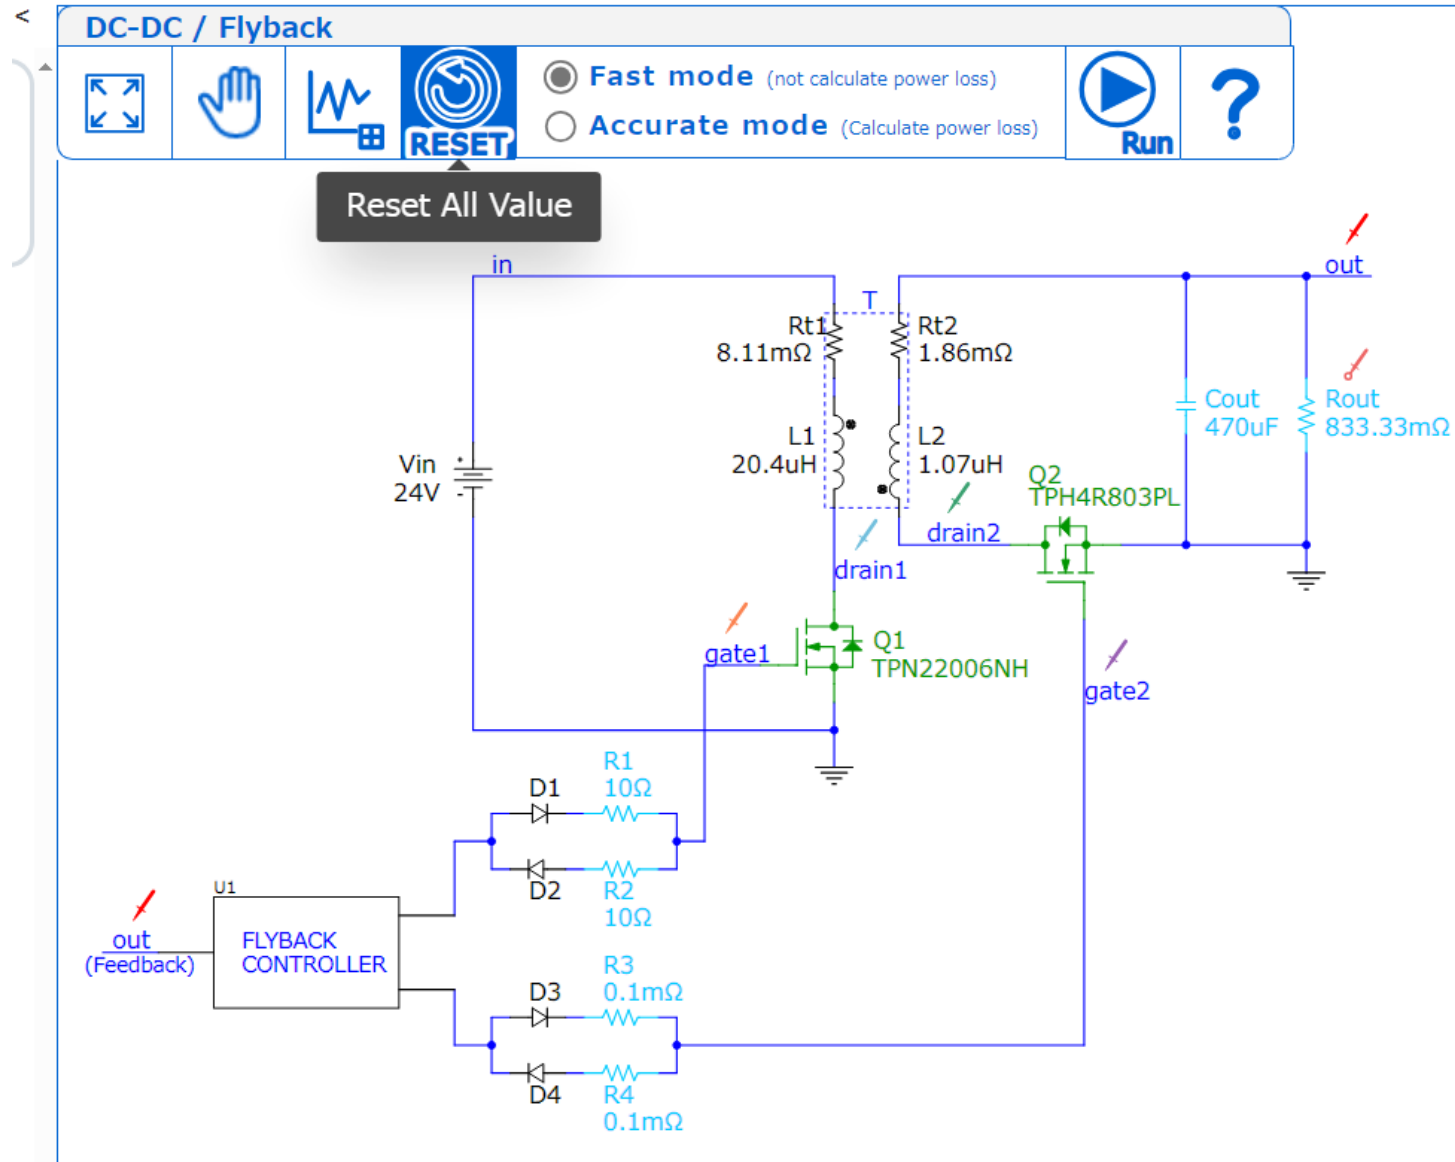 <
DC-DC / Flyback
Fast mode (not calculate power loss)
Accurate mode (Calculate power loss)
RESET
Run
?
Reset All Value
in
out
T
Rt1
8.11mΩ
Rt2
1.86mΩ
Cout
470uF
Rout
833.33mΩ
L1
20.4uH
L2
1.07uH
Vin
24V
+
-
Q2
TPH4R803PL
drain2
drain1
gate1
Q1
TPN22006NH
gate2
R1
10Ω
D1
D2
R2
10Ω
U1
out
(Feedback)
FLYBACK
CONTROLLER
R3
0.1mΩ
D3
D4
R4
0.1mΩ